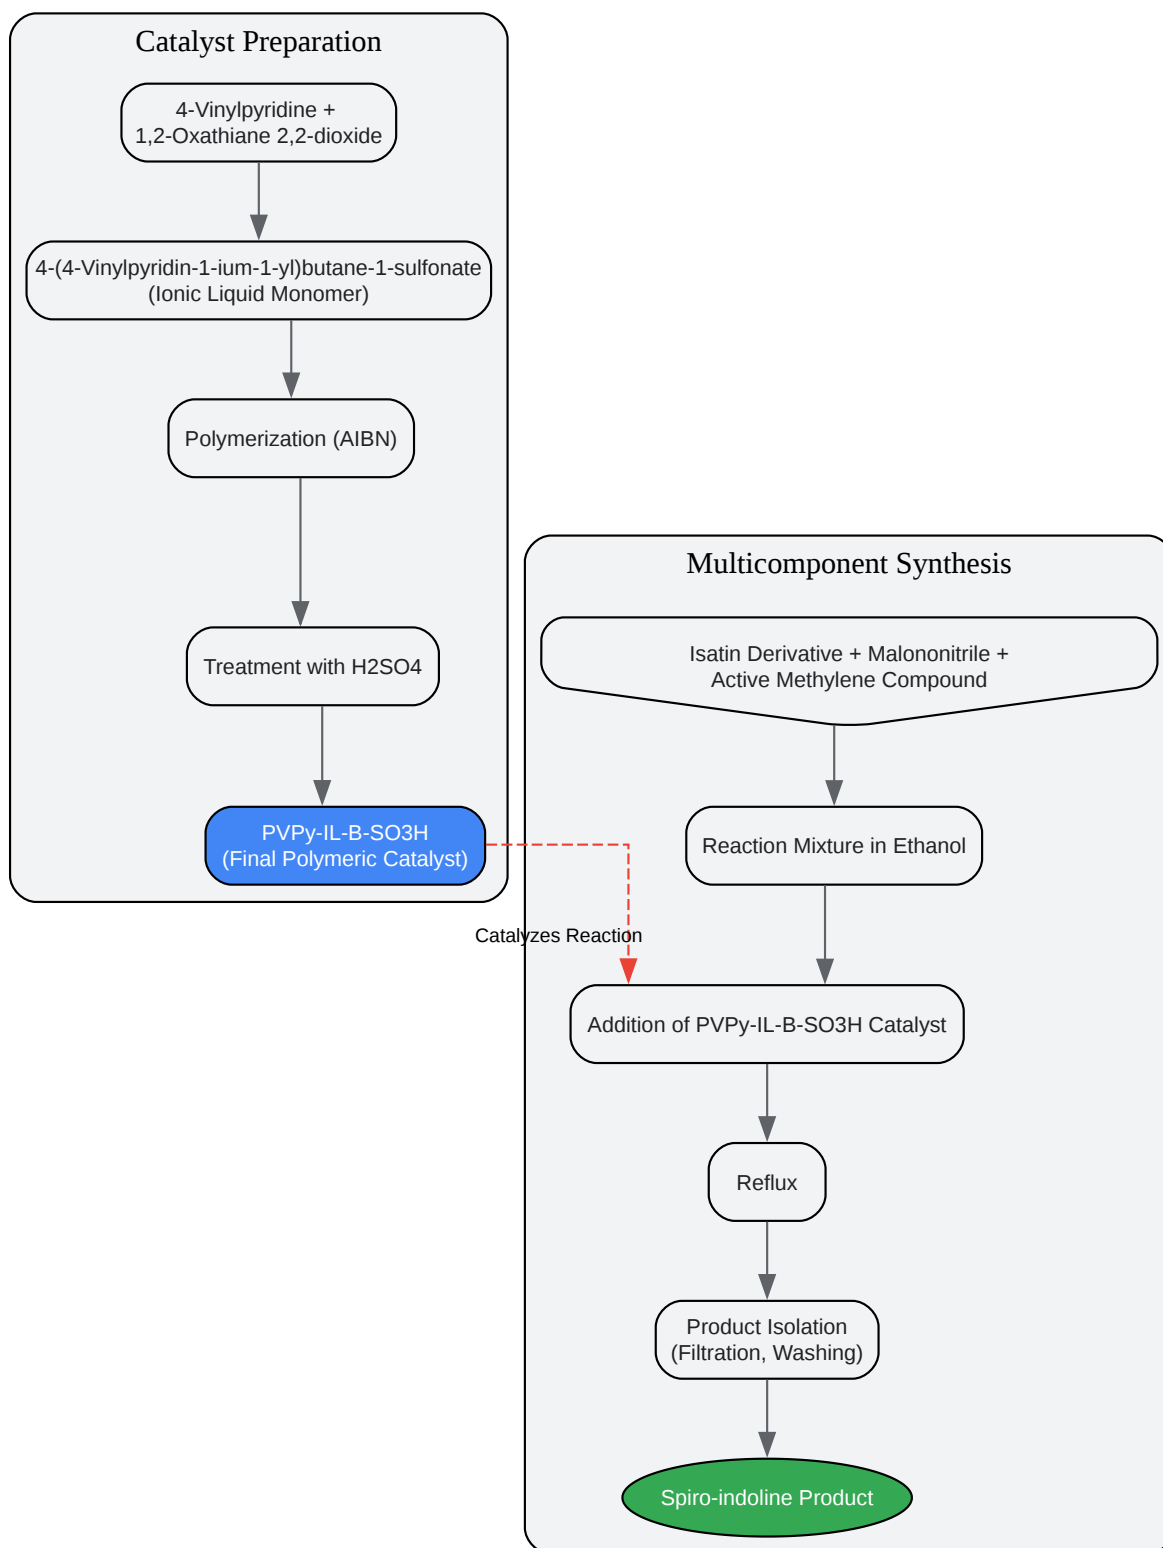 Catalyst Preparation
4-Vinylpyridine +
1,2-Oxathiane 2,2-dioxide
4-(4-Vinylpyridin-1-ium-1-yl)butane-1-sulfonate
(Ionic Liquid Monomer)
Polymerization (AIBN)
Treatment with H2SO4
PVPy-IL-B-SO3H
(Final Polymeric Catalyst)
Catalyzes Reaction
Multicomponent Synthesis
Isatin Derivative + Malononitrile +
Active Methylene Compound
Reaction Mixture in Ethanol
Addition of PVPy-IL-B-SO3H Catalyst
Reflux
Product Isolation
(Filtration, Washing)
Spiro-indoline Product